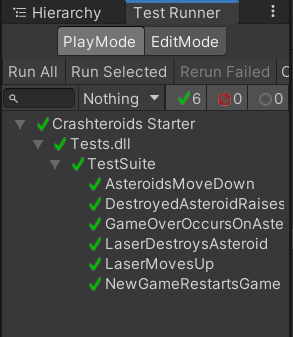 Hierarchy Test Runner
PlayMode EditMode
Run All Run Selected Rerun Failed C
Nothing 6 0 0
Crashteroids Starter
Tests.dll
TestSuite
AsteroidsMoveDown
DestroyedAsteroidRaises
GameOverOccursOnAste
LaserDestroysAsteroid
LaserMovesUp
NewGameRestartsGame